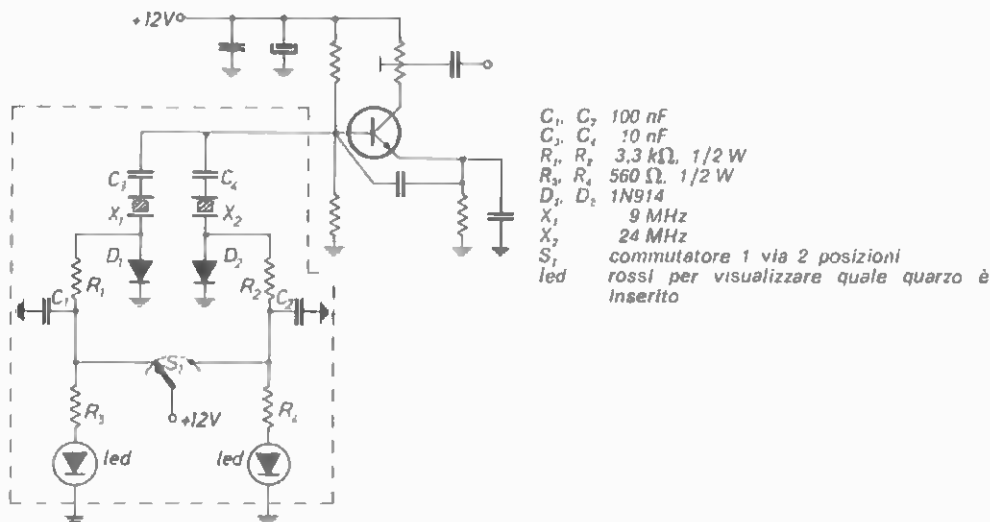 +12V
C₁, C₂ 100 nF
C₃, C₄ 10 nF
R₁, R₂ 3,3 kΩ, 1/2 W
R₃, R₄ 560 Ω, 1/2 W
D₁, D₂ 1N914
X₁ 9 MHz
X₂ 24 MHz
S₁ commutatore 1 via 2 posizioni
led rossi per visualizzare quale quarzo è
inserito
C₃ C₄
X₁ X₂
D₁ D₂
R₁ R₂
C₁ C₂
S₁
R₃ +12V R₄
led led